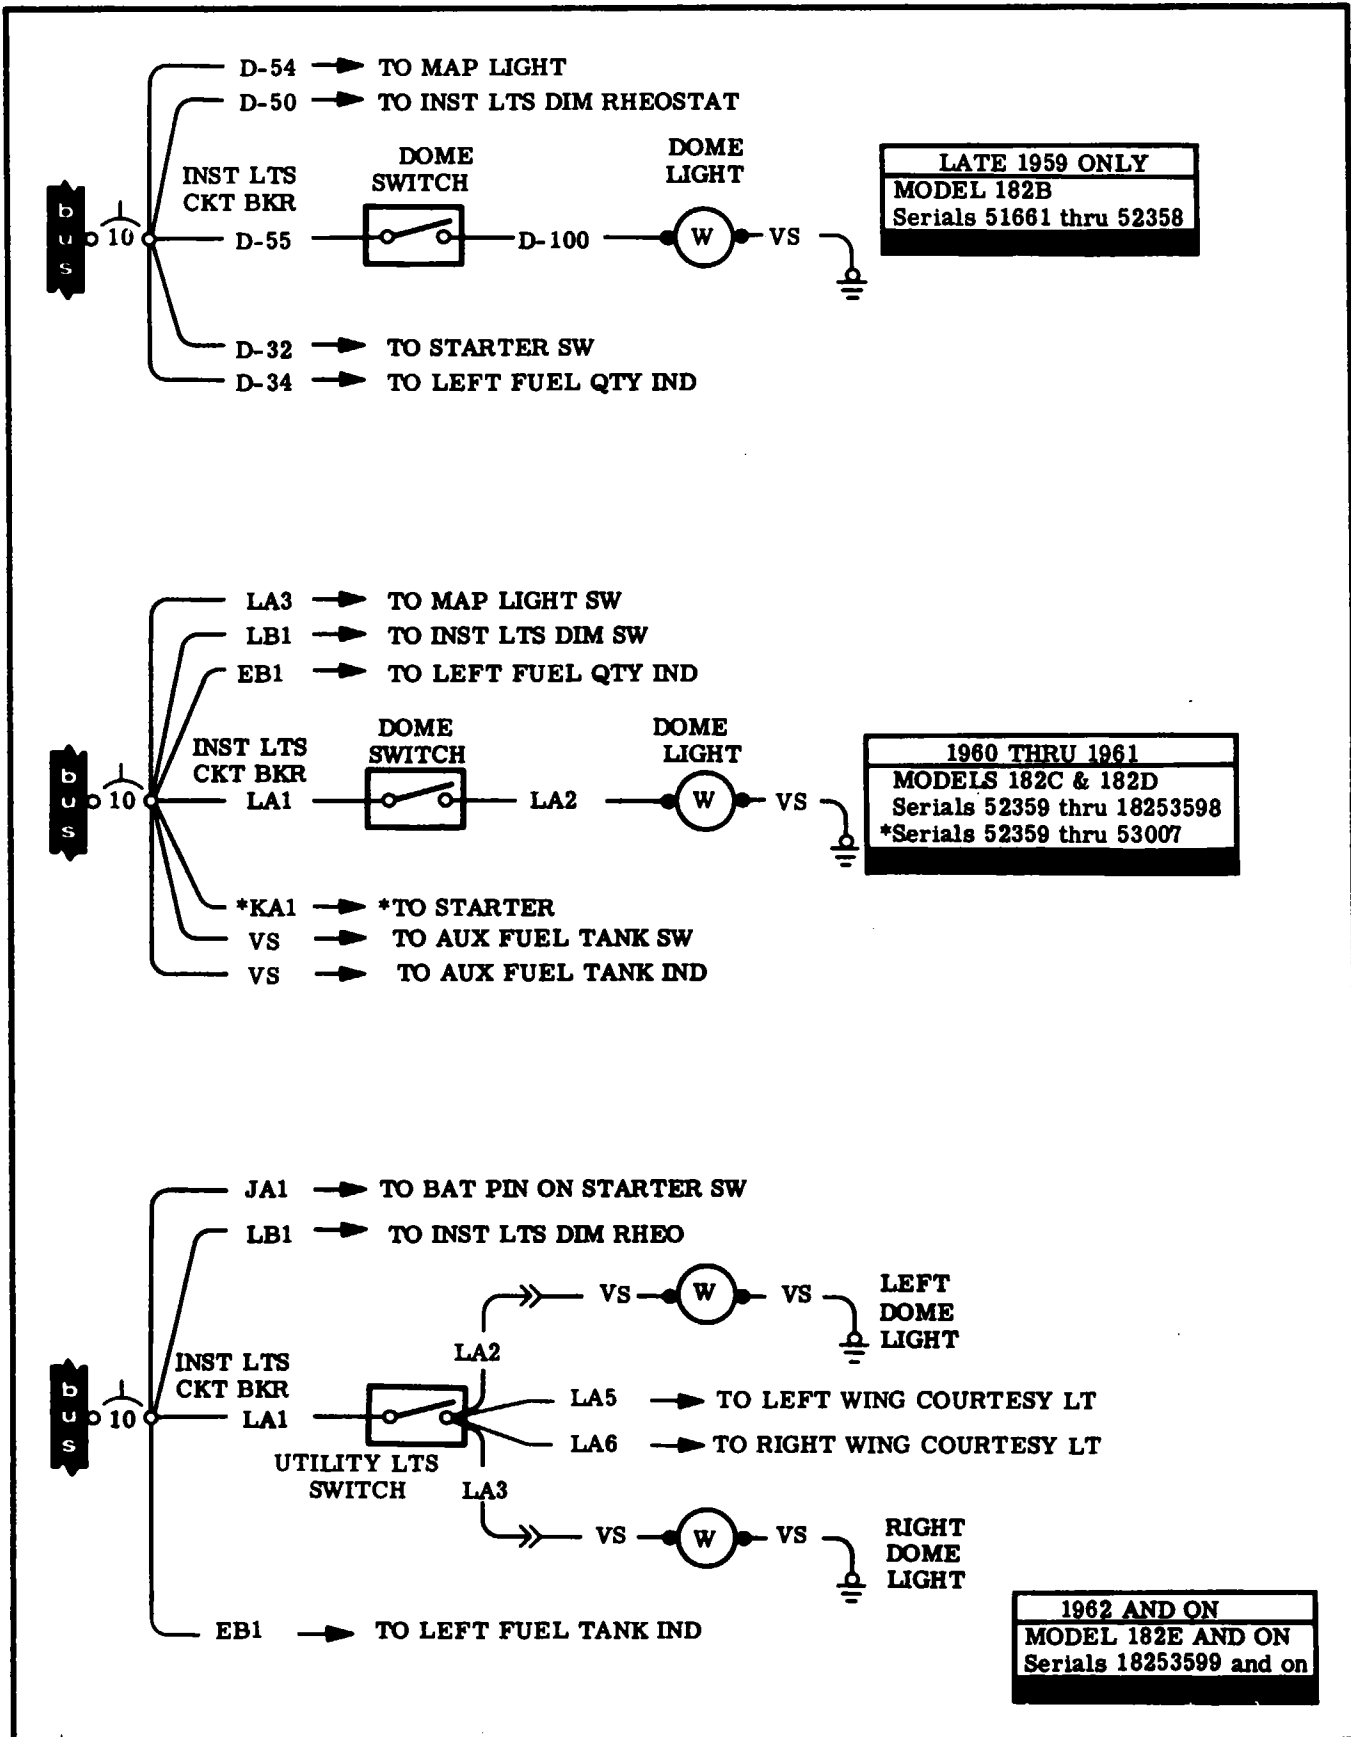 D-54 TO MAP LIGHT
D-50 TO INST LTS DIM RHEOSTAT
INST LTS
CKT BKR
DOME
SWITCH
DOME
LIGHT
bus
10
D-55
D-100
W
VS
D-32 TO STARTER SW
D-34 TO LEFT FUEL QTY IND
LATE 1959 ONLY
MODEL 182B
Serials 51661 thru 52358
LA3 TO MAP LIGHT SW
LB1 TO INST LTS DIM SW
EB1 TO LEFT FUEL QTY IND
INST LTS
CKT BKR
DOME
SWITCH
DOME
LIGHT
bus
10
LA1
LA2
W
VS
*KA1 *TO STARTER
VS TO AUX FUEL TANK SW
VS TO AUX FUEL TANK IND
1960 THRU 1961
MODELS 182C & 182D
Serials 52359 thru 18253598
*Serials 52359 thru 53007
JA1 TO BAT PIN ON STARTER SW
LB1 TO INST LTS DIM RHEO
VS
W
VS
LEFT
DOME
LIGHT
LA2
INST LTS
CKT BKR
bus
10
LA1
LA5 TO LEFT WING COURTESY LT
LA6 TO RIGHT WING COURTESY LT
UTILITY LTS
SWITCH
LA3
VS
W
VS
RIGHT
DOME
LIGHT
EB1 TO LEFT FUEL TANK IND
1962 AND ON
MODEL 182E AND ON
Serials 18253599 and on